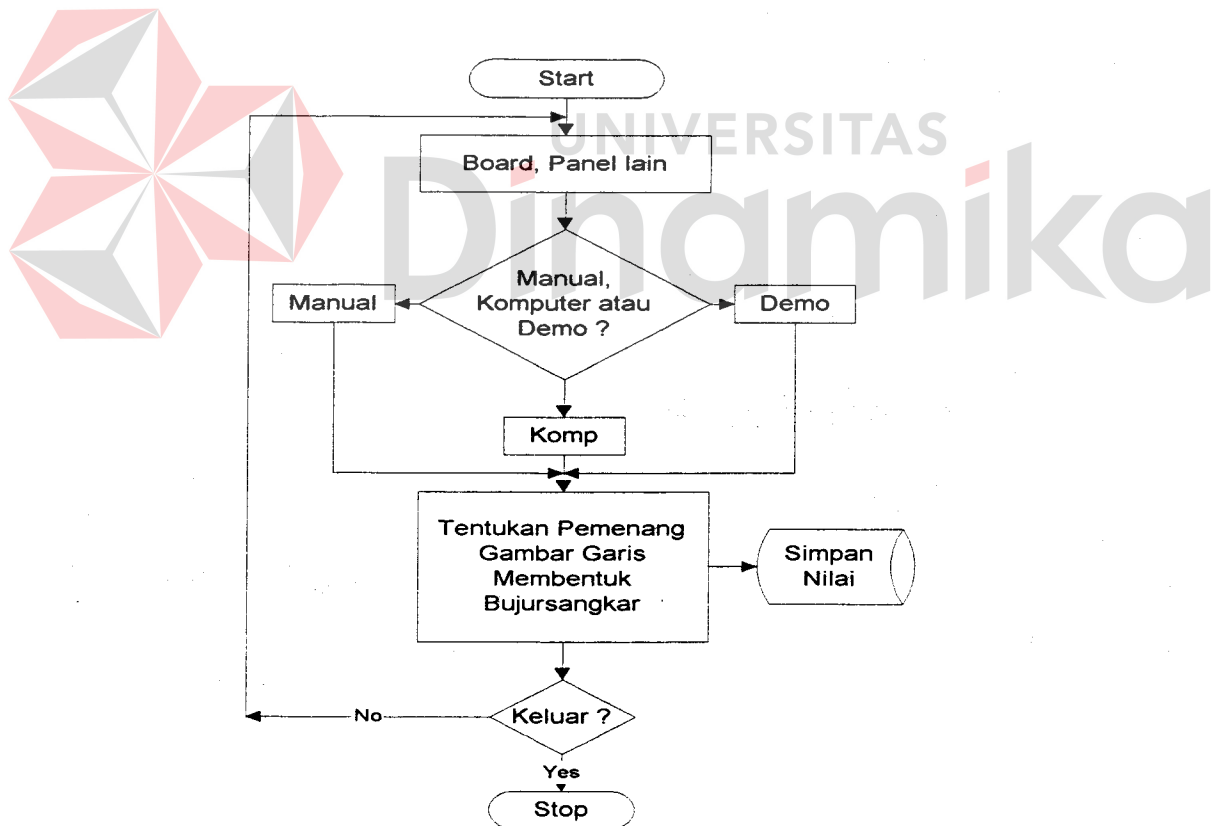 Start
UNIVERSITAS
Dinamika
Board, Panel lain
Manual,
Komputer atau
Demo ?
Manual
Demo
Komp
Tentukan Pemenang
Gambar Garis
Membentuk
Bujursangkar
Simpan
Nilai
Keluar ?
No
Yes
Stop